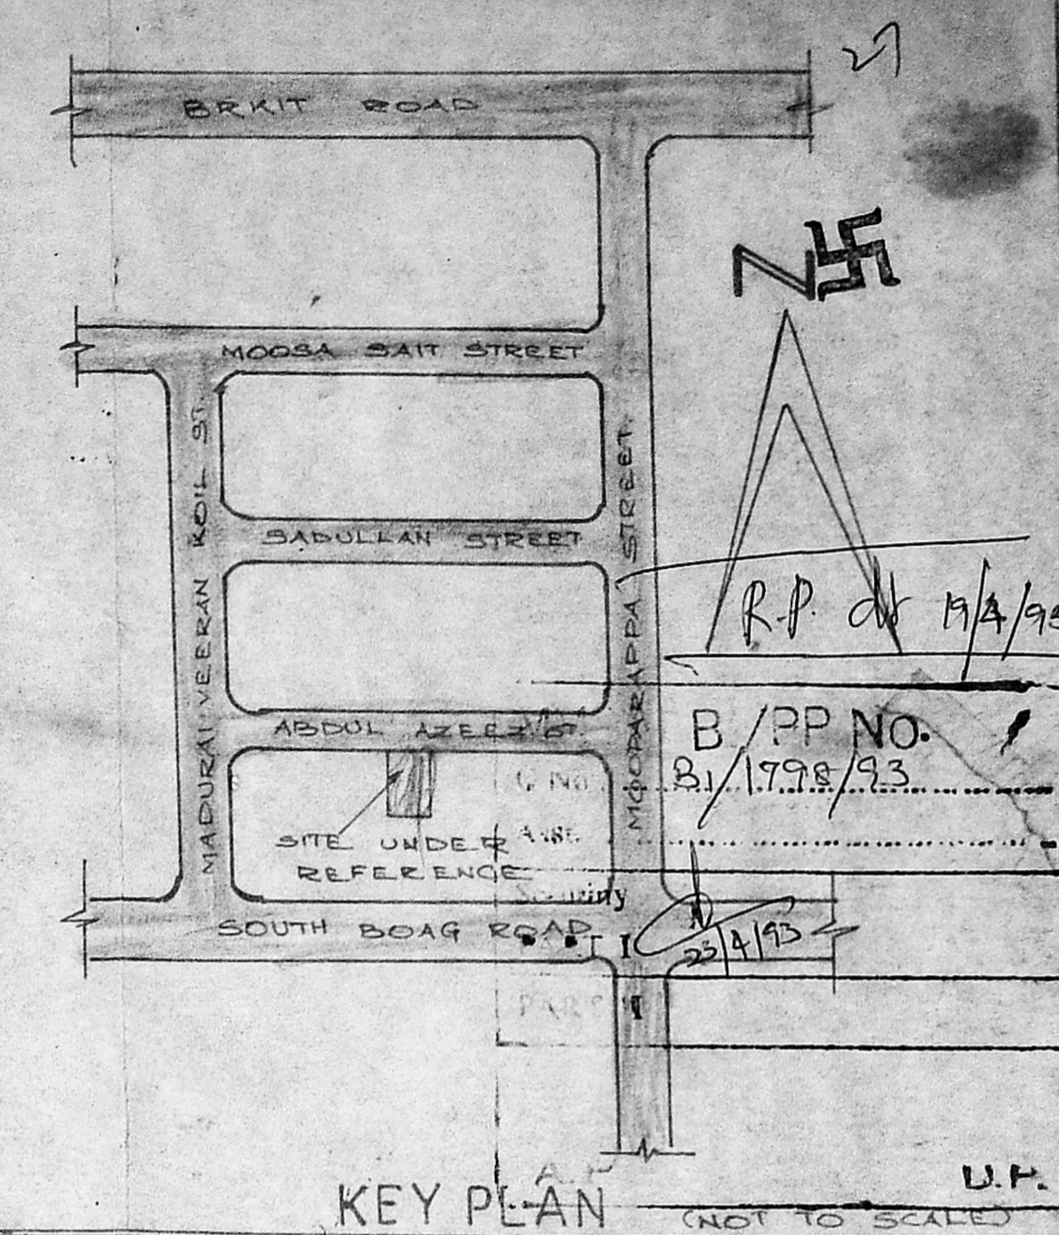 27
BRKIT ROAD
N
MOOSA SAIT STREET
MADURAI VEERAN KOIL ST.
MOOPARAPPA STREET.
SADULLAN STREET
R.P. dt 19/4/93
ABDUL AZEEZ ST.
B./PP NO.
B1/1798/93
SITE UNDER
REFERENCE
SOUTH BOAG ROAD
23/4/93
U.H.
KEY PLAN (NOT TO SCALE)